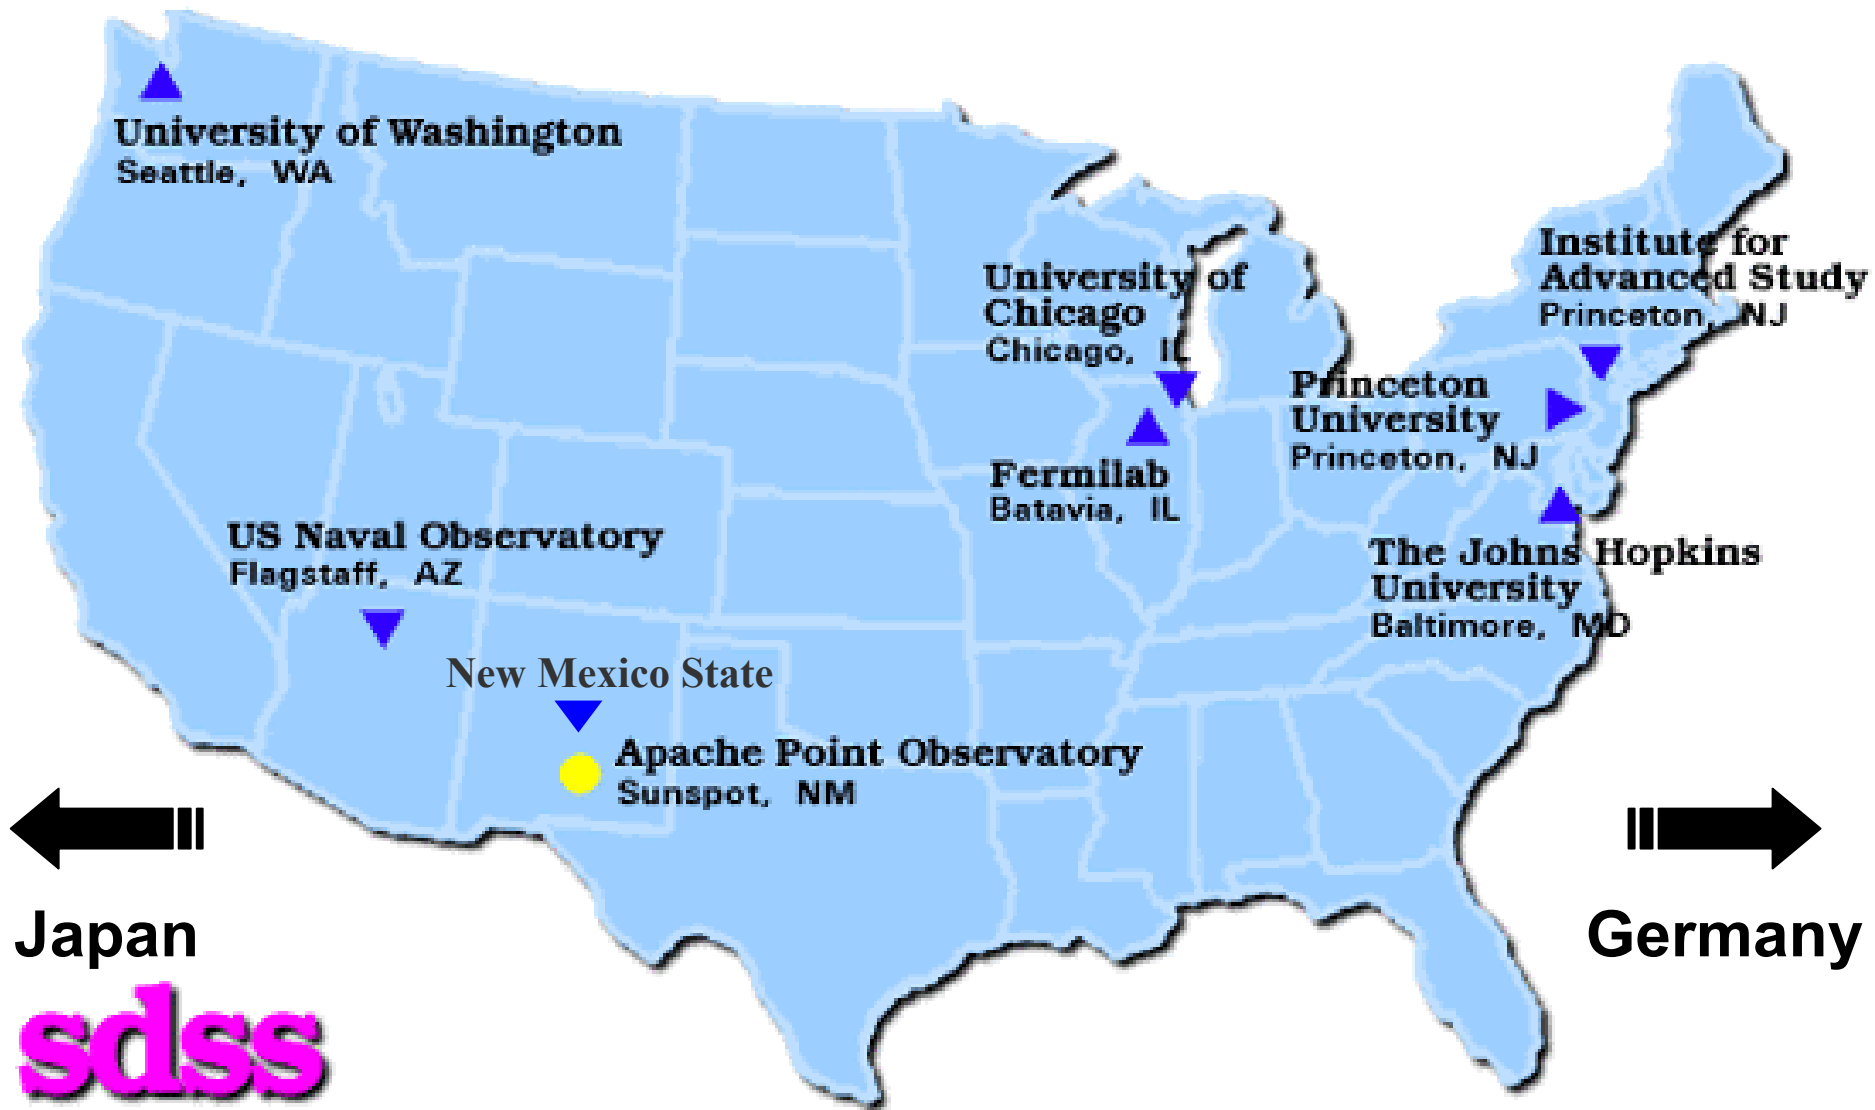 University of Washington
Seattle, WA
Institute for
Advanced Study
Princeton, NJ
University of
Chicago
Chicago, IL
Princeton
University
Princeton, NJ
Fermilab
Batavia, IL
US Naval Observatory
Flagstaff, AZ
The Johns Hopkins
University
Baltimore, MD
New Mexico State
Apache Point Observatory
Sunspot, NM
Japan
Germany
sdss